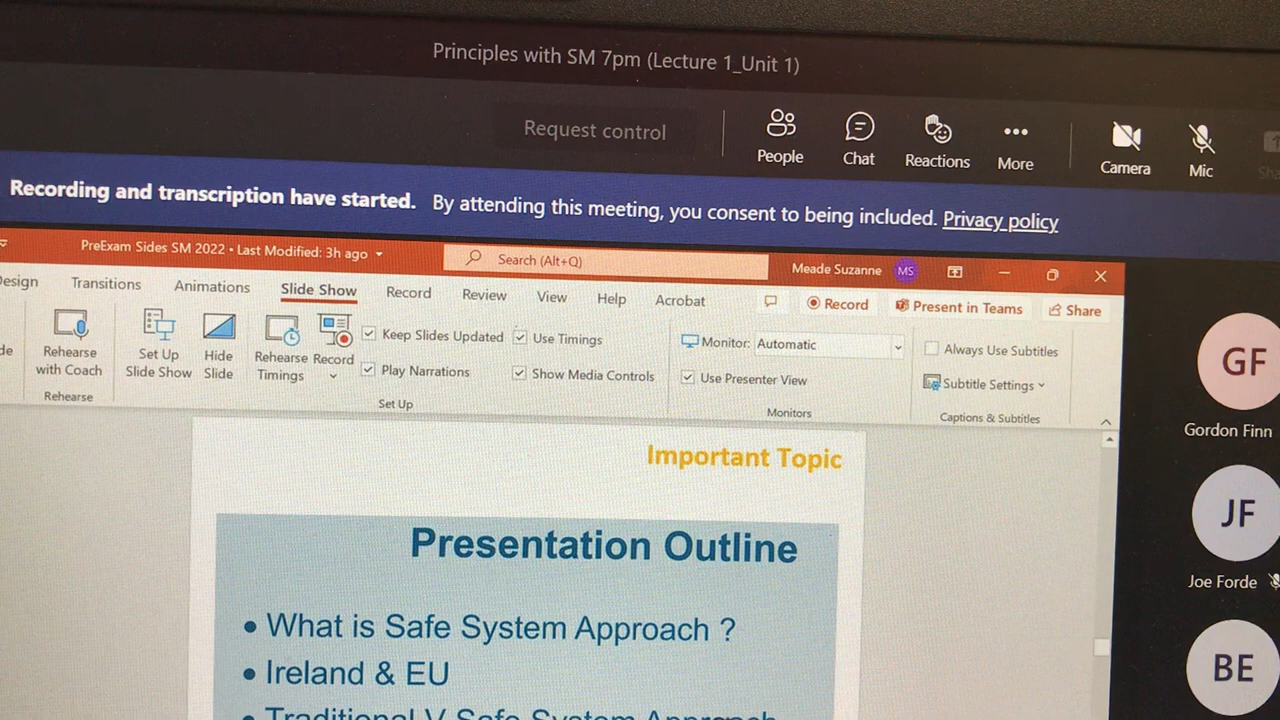 Principles with SM 7pm (Lecture 1_Unit 1)
Request control
People
Chat
Reactions
More
Camera
Mic
Recording and transcription have started. By attending this meeting, you consent to being included. Privacy policy
PreExam Sides SM 2022 • Last Modified: 3h ago
Search (Alt+Q)
Meade Suzanne
MS
Transitions
Animations
Slide Show
Record
Review
View
Help
Acrobat
Record
Present in Teams
Share
Rehearse
with Coach
Rehearse
Set Up
Slide Show
Hide
Slide
Rehearse
Timings
Record
Keep Slides Updated
Play Narrations
Use Timings
Show Media Controls
Set Up
Monitor: Automatic
Use Presenter View
Monitors
Always Use Subtitles
Subtitle Settings
Captions & Subtitles
GF
Gordon Finn
JF
Joe Forde
BE
Important Topic
Presentation Outline
• What is Safe System Approach ?
• Ireland & EU
• Traditional V Safe System Approach